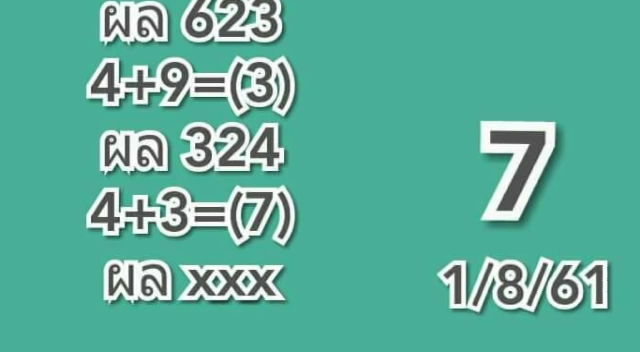 ผล 623
4+9=(3)
ผล 324
4+3=(7)
ผล xxx
7
1/8/61